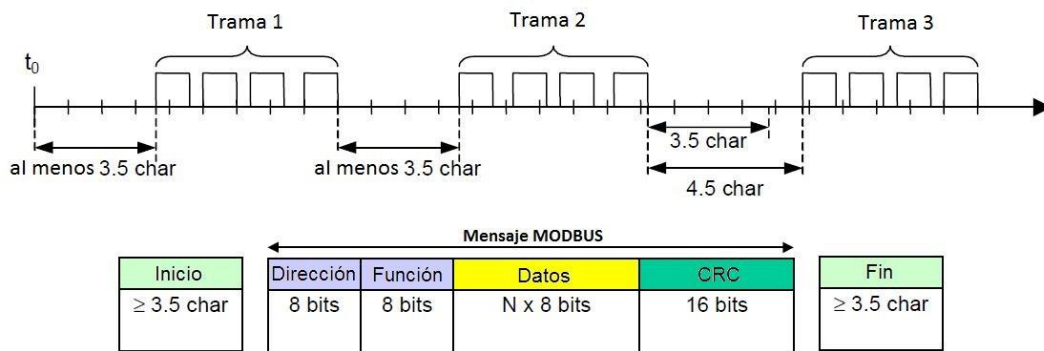 Trama 1
Trama 2
Trama 3
t0
al menos 3.5 char
al menos 3.5 char
3.5 char
4.5 char
Mensaje MODBUS
Inicio
≥ 3.5 char
Dirección Función Datos CRC
8 bits 8 bits N x 8 bits 16 bits
Fin
≥ 3.5 char